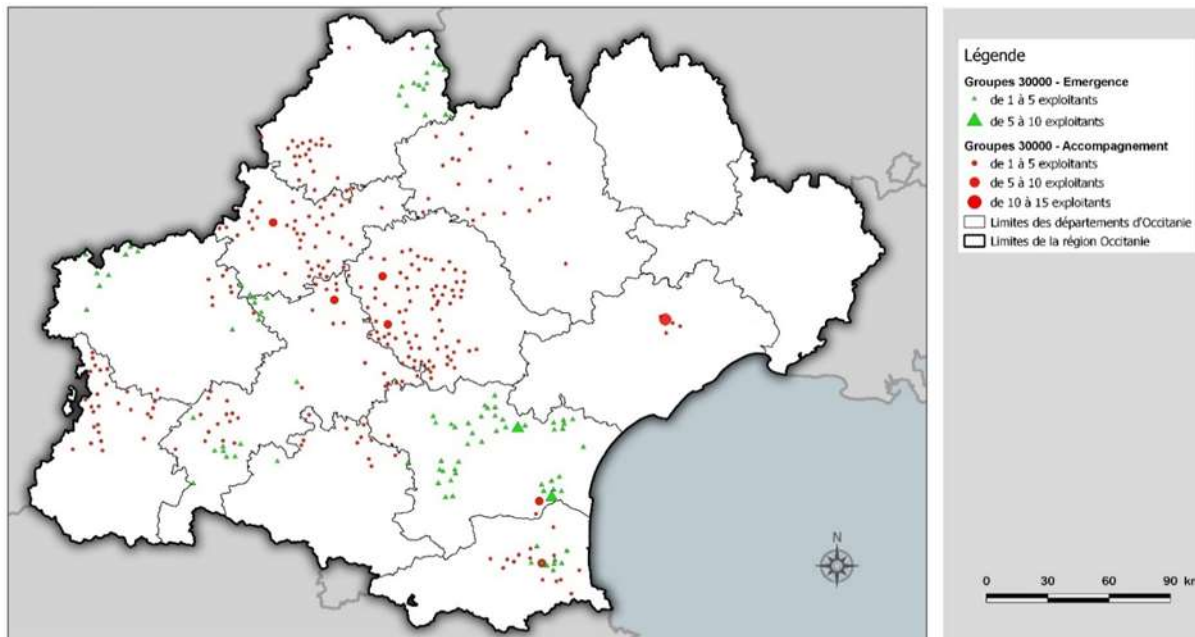 Légende
Groupes 30000 - Emergence
de 1 à 5 exploitants
de 5 à 10 exploitants
Groupes 30000 - Accompagnement
de 1 à 5 exploitants
de 5 à 10 exploitants
de 10 à 15 exploitants
Limites des départements d'Occitanie
Limites de la région Occitanie
N
0 30 60 90 km